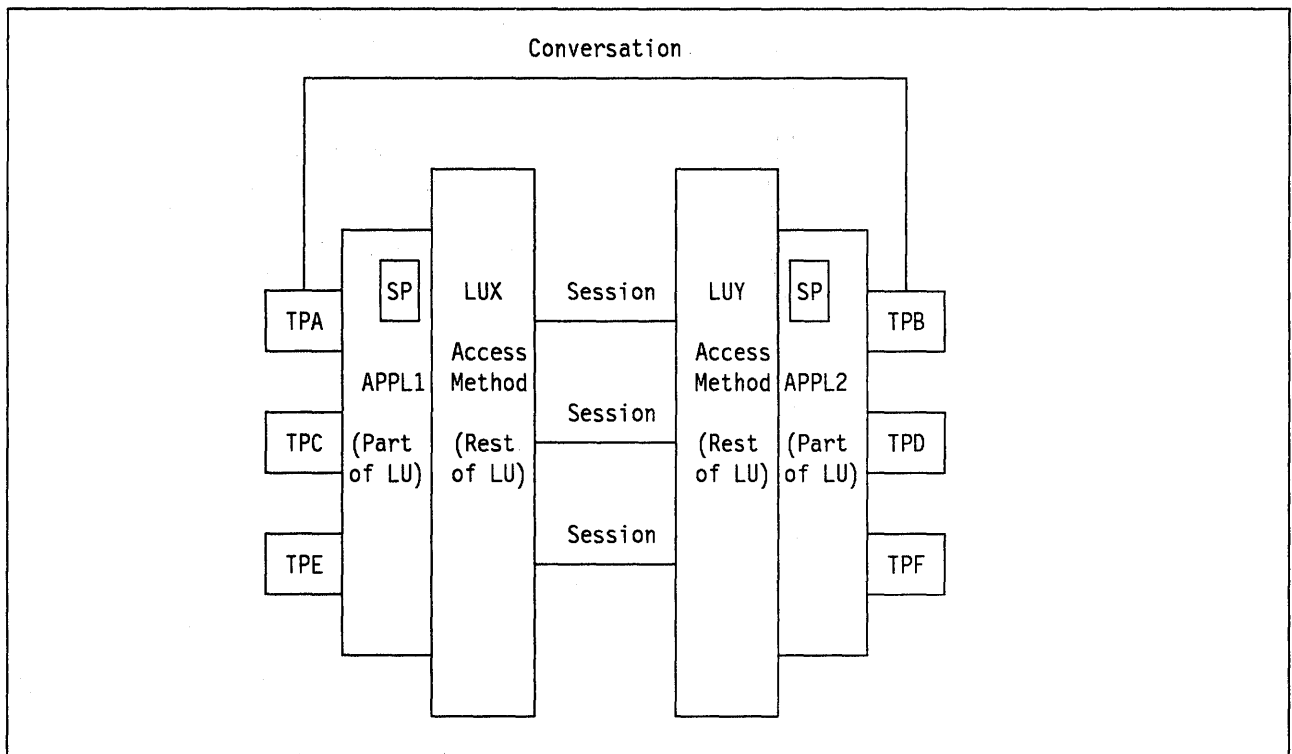 Conversation
SP LUX Session LUY SP
TPA TPB
Access Access
APPL1 Method Method APPL2
Session
TPC (Part (Rest (Rest (Part TPD
of LU) of LU) of LU) of LU)
Session
TPE TPF